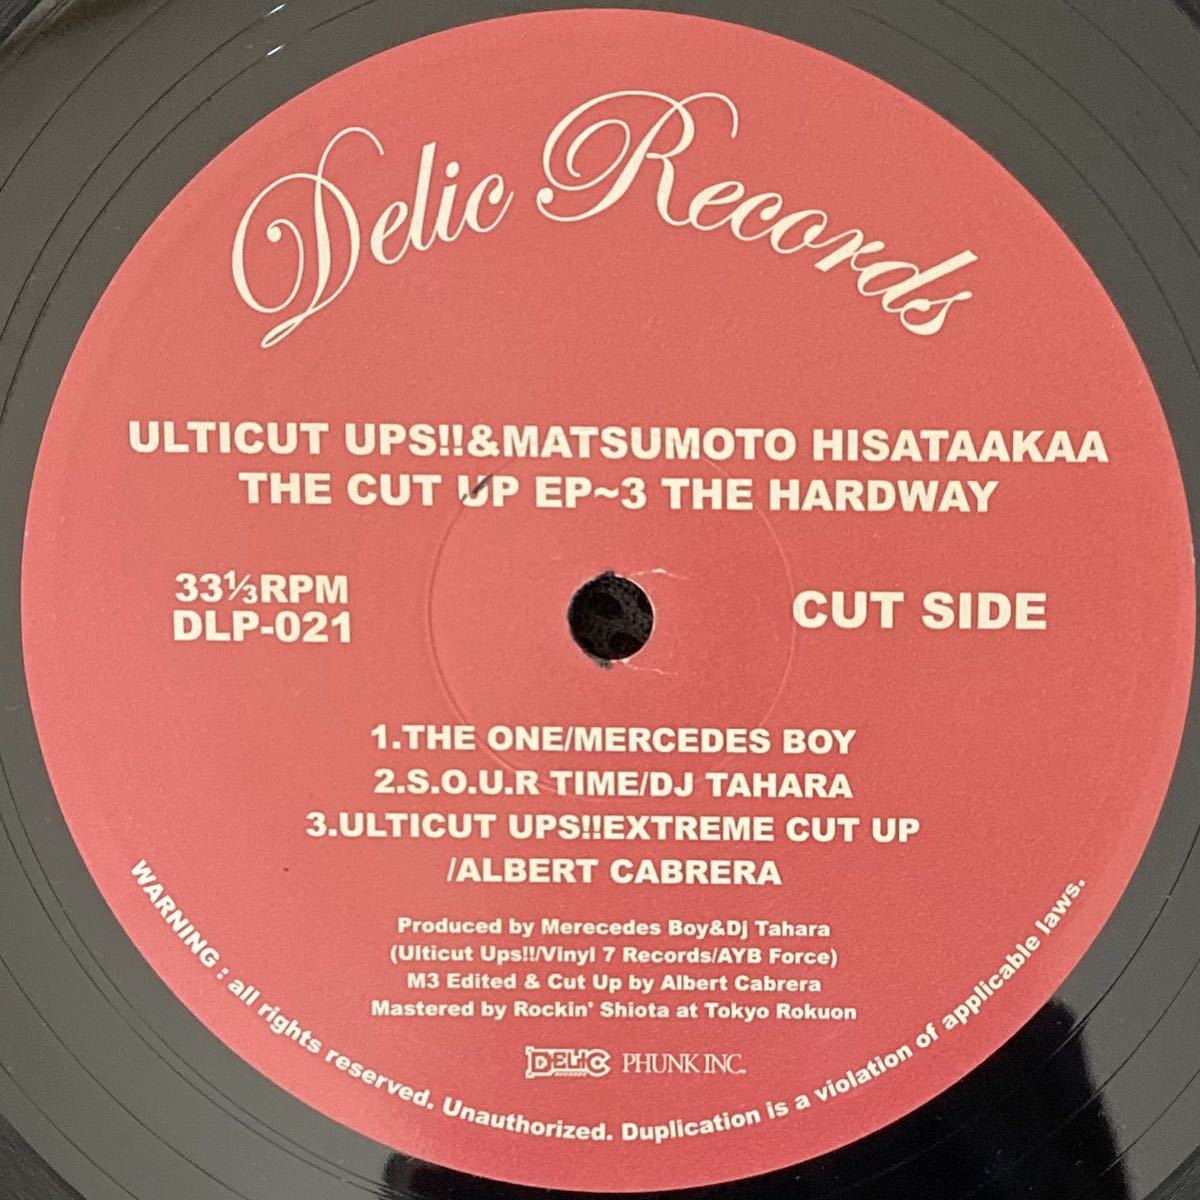 Delic Records
ULTICUT UPS!!&MATSUMOTO HISATAAKAA
THE CUT UP EP~3 THE HARDWAY
33⅓RPM
DLP-021
CUT SIDE
1.THE ONE/MERCEDES BOY
2.S.O.U.R TIME/DJ TAHARA
3.ULTICUT UPS!!EXTREME CUT UP
/ALBERT CABRERA
Produced by Merecedes Boy&Dj Tahara
(Ulticut Ups!!/Vinyl 7 Records/AYB Force)
M3 Edited & Cut Up by Albert Cabrera
Mastered by Rockin' Shiota at Tokyo Rokuon
DELIC PHUNK INC.
WARNING : all rights reserved. Unauthorized. Duplication is a violation of applicable laws.